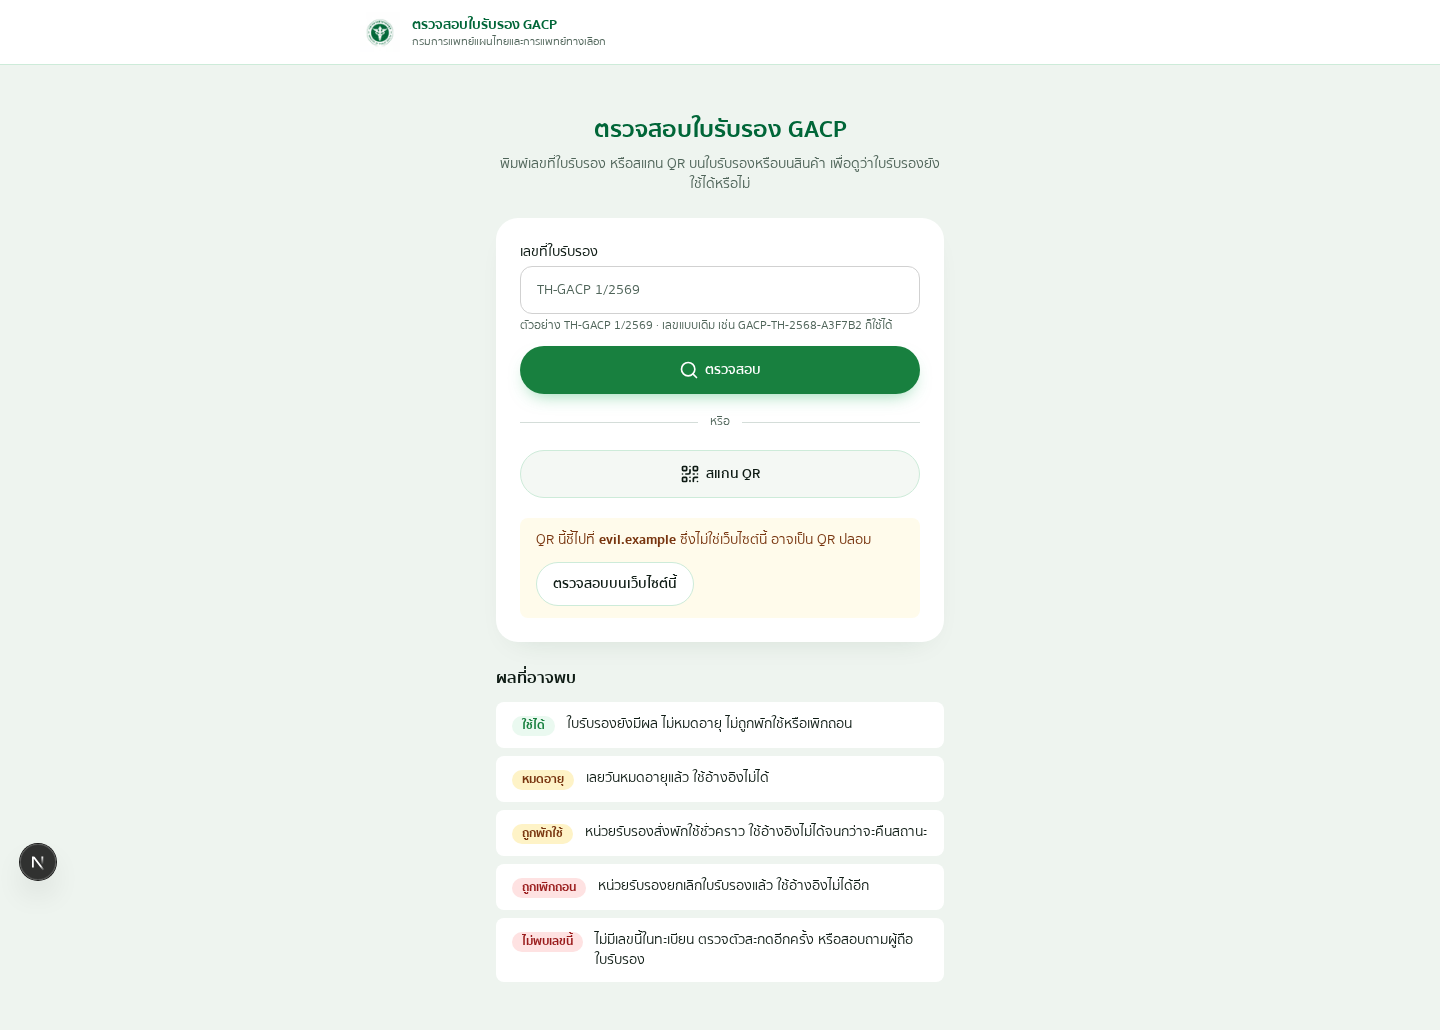 ตรวจสอบใบรับรอง GACP
กรมการแพทย์แผนไทยและการแพทย์ทางเลือก
ตรวจสอบใบรับรอง GACP
พิมพ์เลขที่ใบรับรอง หรือสแกน QR บนใบรับรองหรือบนสินค้า เพื่อดูว่าใบรับรองยัง
ใช้ได้หรือไม่
เลขที่ใบรับรอง
TH-GACP 1/2569
ตัวอย่าง TH-GACP 1/2569 · เลขแบบเดิม เช่น GACP-TH-2568-A3F7B2 ก็ใช้ได้
ตรวจสอบ
หรือ
สแกน QR
QR นี้ชี้ไปที่ evil.example ซึ่งไม่ใช่เว็บไซต์นี้ อาจเป็น QR ปลอม
ตรวจสอบบนเว็บไซต์นี้
ผลที่อาจพบ
ใช้ได้ ใบรับรองยังมีผล ไม่หมดอายุ ไม่ถูกพักใช้หรือเพิกถอน
หมดอายุ เลยวันหมดอายุแล้ว ใช้อ้างอิงไม่ได้
ถูกพักใช้ หน่วยรับรองสั่งพักใช้ชั่วคราว ใช้อ้างอิงไม่ได้จนกว่าจะคืนสถานะ
ถูกเพิกถอน หน่วยรับรองยกเลิกใบรับรองแล้ว ใช้อ้างอิงไม่ได้อีก
ไม่พบเลขนี้ ไม่มีเลขนี้ในทะเบียน ตรวจตัวสะกดอีกครั้ง หรือสอบถามผู้ถือ
ใบรับรอง